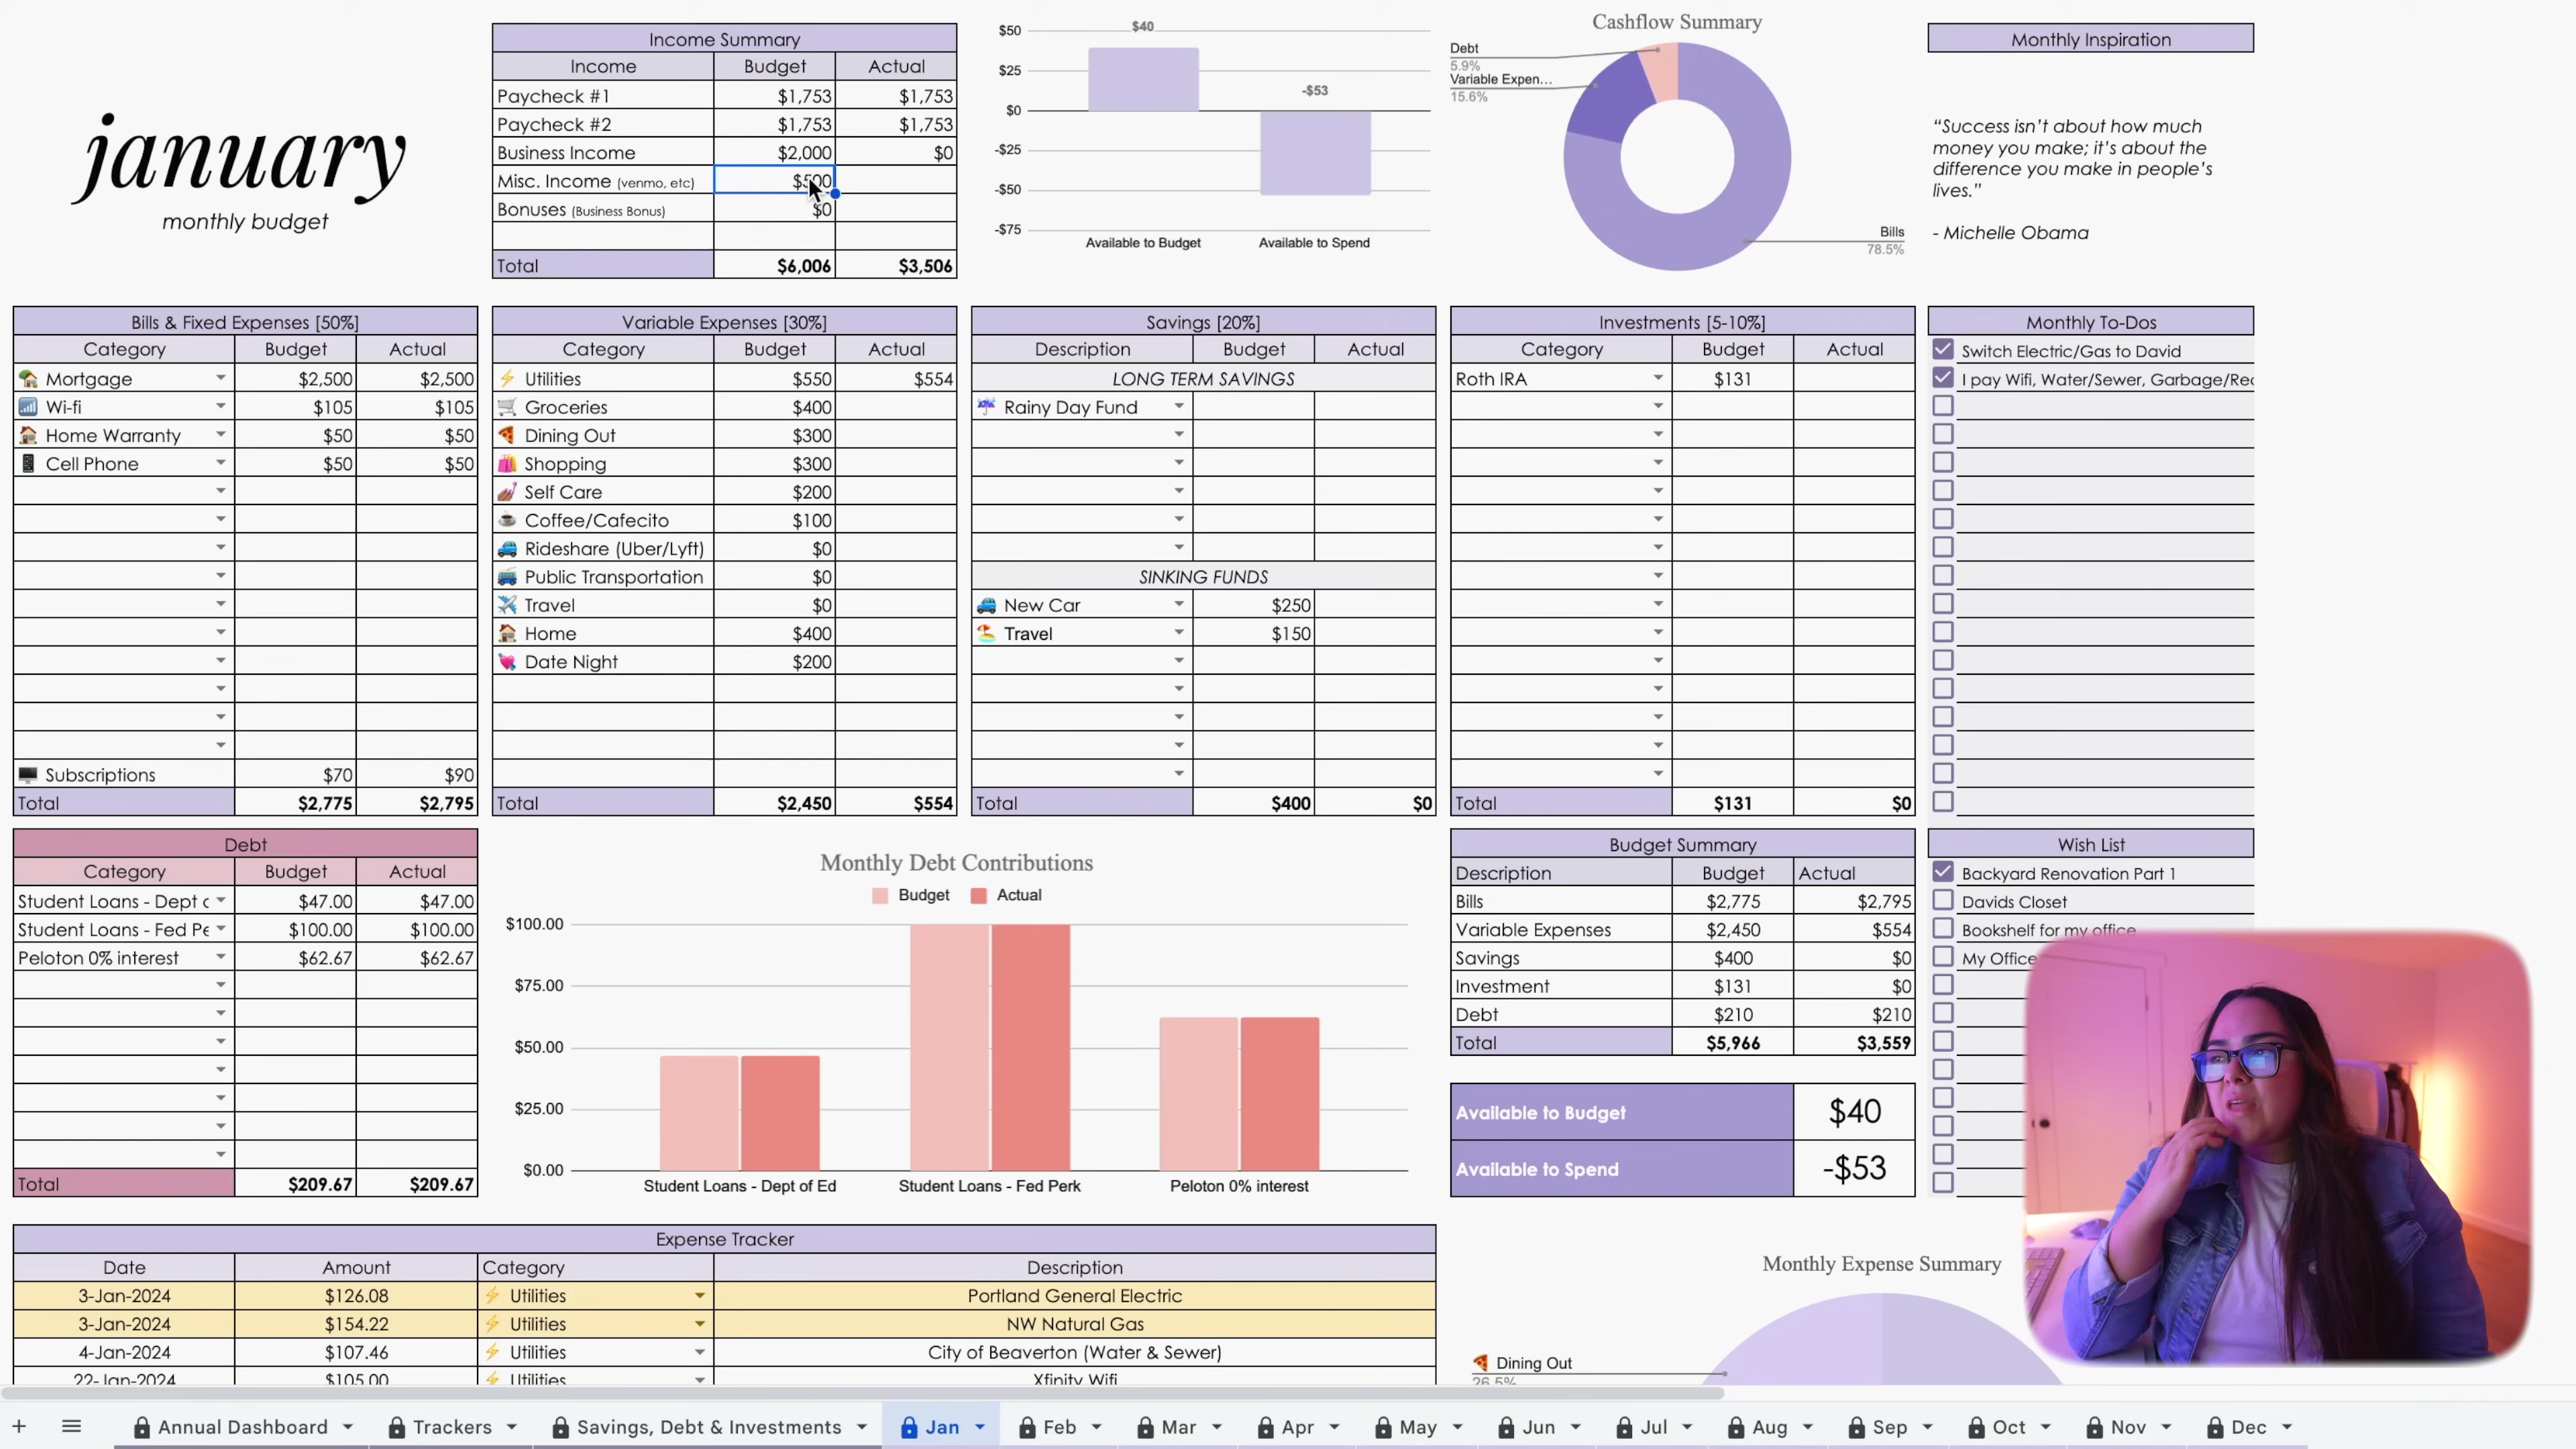 january
monthly budget
Income Summary
Income Budget Actual
Paycheck #1 $1,753 $1,753
Paycheck #2 $1,753 $1,753
Business Income $2,000 $0
Misc. Income (venmo, etc) $500
Bonuses (Business Bonus) $0
Total $6,006 $3,506
$50
$25
$0
-$25
-$50
-$75
$40
-$53
Available to Budget Available to Spend
Cashflow Summary
Debt
5.9%
Variable Expen...
15.6%
Bills
78.5%
Monthly Inspiration
“Success isn’t about how much
money you make; it’s about the
difference you make in people’s
lives.”
- Michelle Obama
Bills & Fixed Expenses [50%]
Category Budget Actual
Mortgage $2,500 $2,500
Wi-fi $105 $105
Home Warranty $50 $50
Cell Phone $50 $50
Subscriptions $70 $90
Total $2,775 $2,795
Variable Expenses [30%]
Category Budget Actual
Utilities $550 $554
Groceries $400
Dining Out $300
Shopping $300
Self Care $200
Coffee/Cafecito $100
Rideshare (Uber/Lyft) $0
Public Transportation $0
Travel $0
Home $400
Date Night $200
Total $2,450 $554
Savings [20%]
Description Budget Actual
LONG TERM SAVINGS
Rainy Day Fund
SINKING FUNDS
New Car $250
Travel $150
Total $400 $0
Investments [5-10%]
Category Budget Actual
Roth IRA $131
Total $131 $0
Monthly To-Dos
Switch Electric/Gas to David
I pay Wifi, Water/Sewer, Garbage/Rec
Debt
Category Budget Actual
Student Loans - Dept c $47.00 $47.00
Student Loans - Fed Pe $100.00 $100.00
Peloton 0% interest $62.67 $62.67
Total $209.67 $209.67
Monthly Debt Contributions
Budget Actual
$100.00
$75.00
$50.00
$25.00
$0.00
Student Loans - Dept of Ed Student Loans - Fed Perk Peloton 0% interest
Budget Summary
Description Budget Actual
Bills $2,775 $2,795
Variable Expenses $2,450 $554
Savings $400 $0
Investment $131 $0
Debt $210 $210
Total $5,966 $3,559
Available to Budget $40
Available to Spend -$53
Wish List
Backyard Renovation Part 1
Davids Closet
Bookshelf for my office
My Office
Expense Tracker
Date Amount Category Description
3-Jan-2024 $126.08 Utilities Portland General Electric
3-Jan-2024 $154.22 Utilities NW Natural Gas
4-Jan-2024 $107.46 Utilities City of Beaverton (Water & Sewer)
22-Jan-2024 $105.00 Utilities Xfinity Wifi
Monthly Expense Summary
Dining Out
26.5%
+ Annual Dashboard Trackers Savings, Debt & Investments Jan Feb Mar Apr May Jun Jul Aug Sep Oct Nov Dec